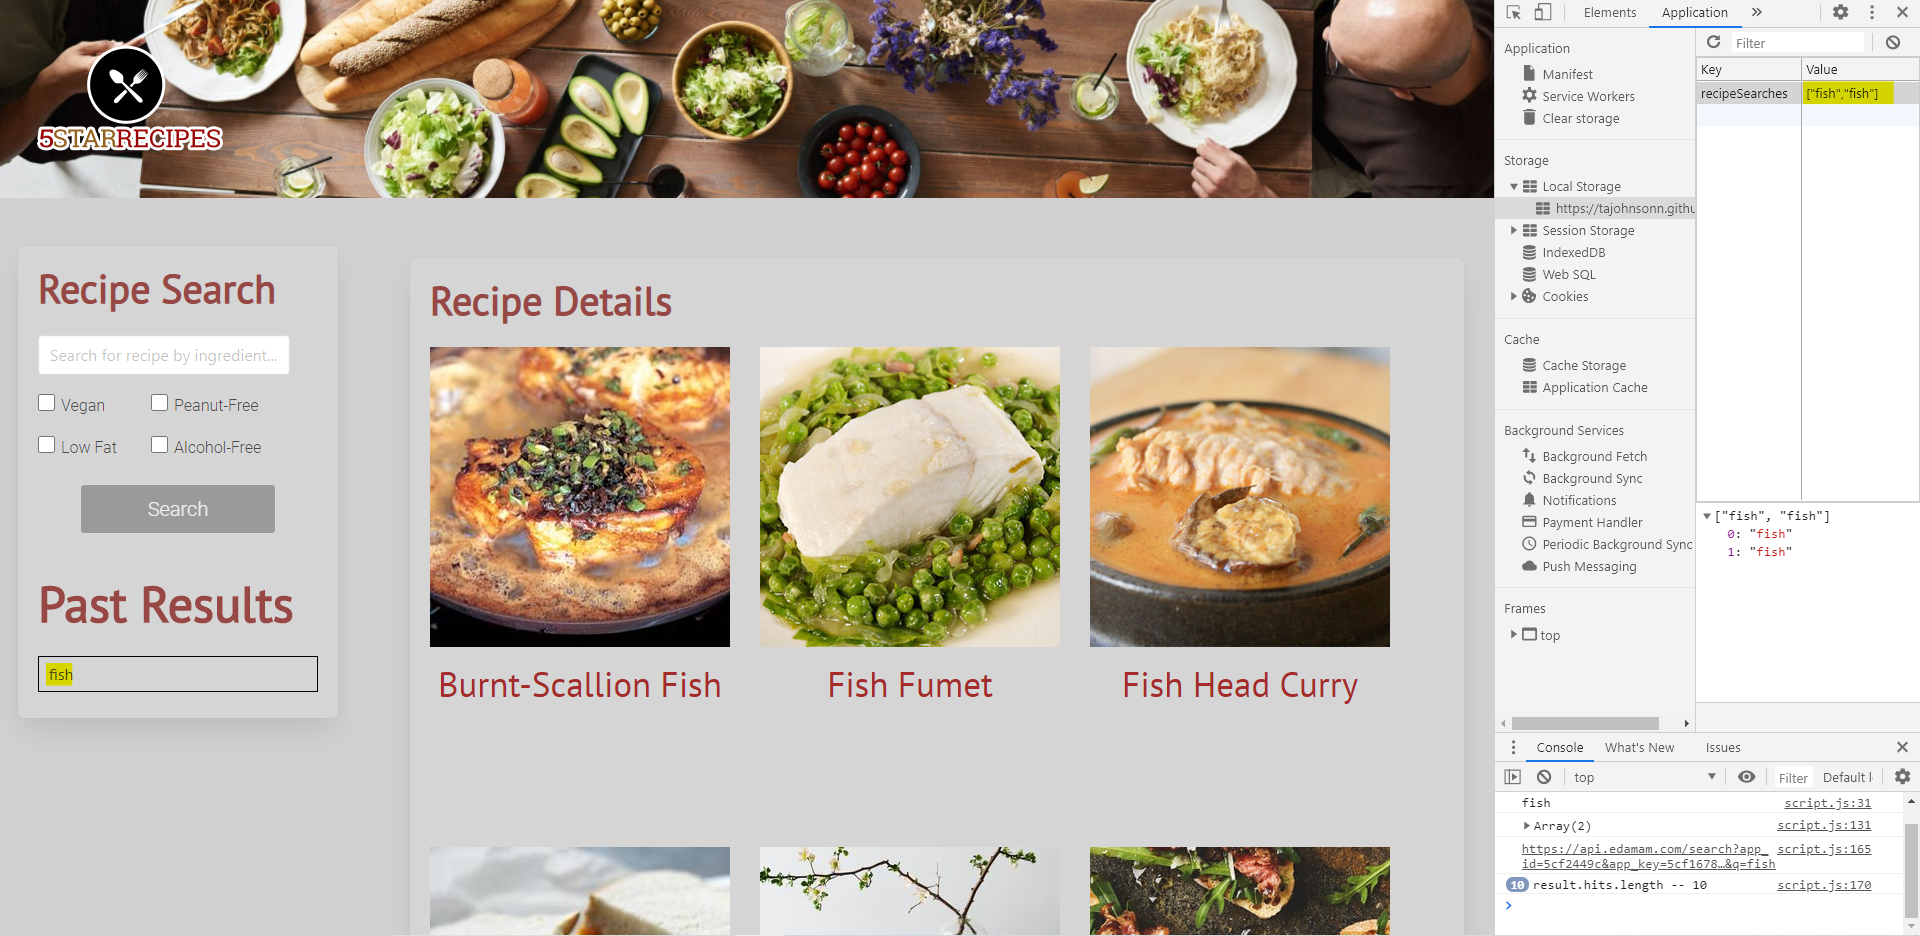 5STARRECIPES
Recipe Search
Search for recipe by ingredient...
Vegan
Peanut-Free
Low Fat
Alcohol-Free
Search
Past Results
fish
Recipe Details
Burnt-Scallion Fish
Fish Fumet
Fish Head Curry
Elements
Application
»
Application
Manifest
Service Workers
Clear storage
Storage
Local Storage
https://tajohnsonn.githu
Session Storage
IndexedDB
Web SQL
Cookies
Cache
Cache Storage
Application Cache
Background Services
Background Fetch
Background Sync
Notifications
Payment Handler
Periodic Background Sync
Push Messaging
Frames
top
Filter
Key Value
recipeSearches ["fish","fish"]
["fish", "fish"]
0: "fish"
1: "fish"
Console What's New Issues
top Filter Default l
fish script.js:31
Array(2) script.js:131
https://api.edamam.com/search?app_ script.js:165
id=5cf2449c&app_key=5cf1678…&q=fish
10 result.hits.length -- 10 script.js:170